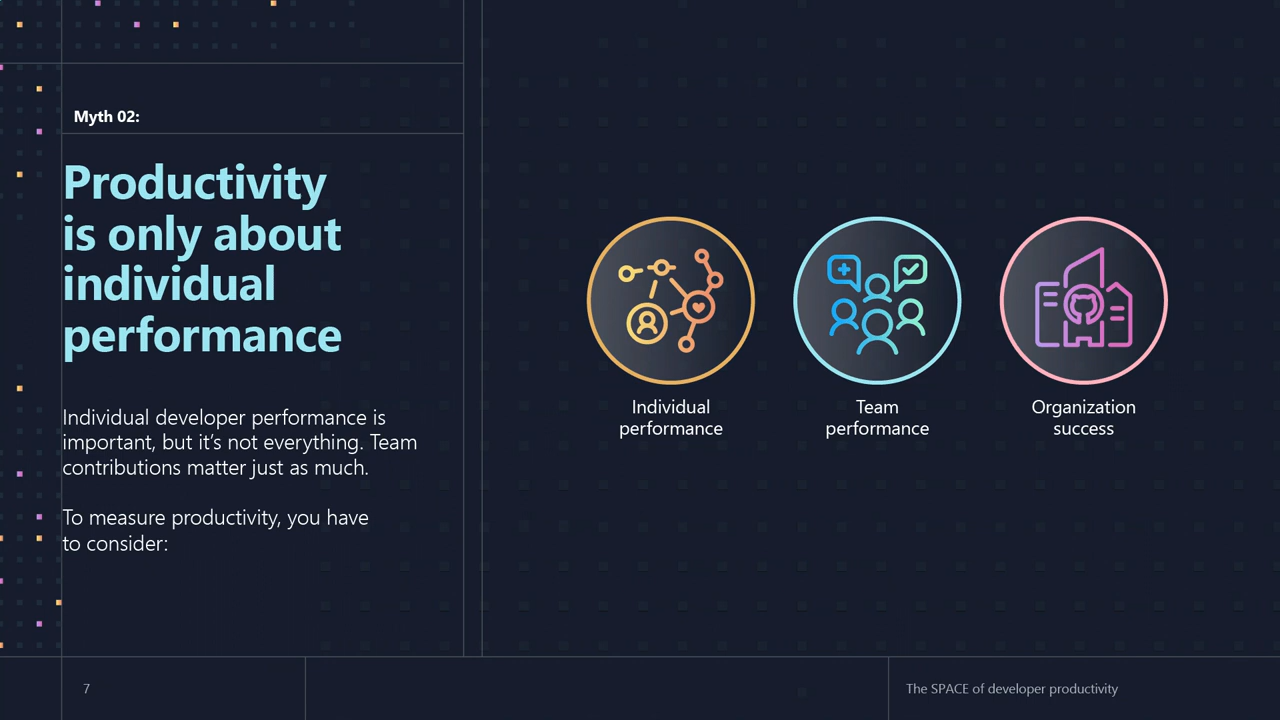 Myth 02:
Productivity
is only about
individual
performance
Individual developer performance is
important, but it’s not everything. Team
contributions matter just as much.
To measure productivity, you have
to consider:
Individual
performance
Team
performance
Organization
success
7
The SPACE of developer productivity